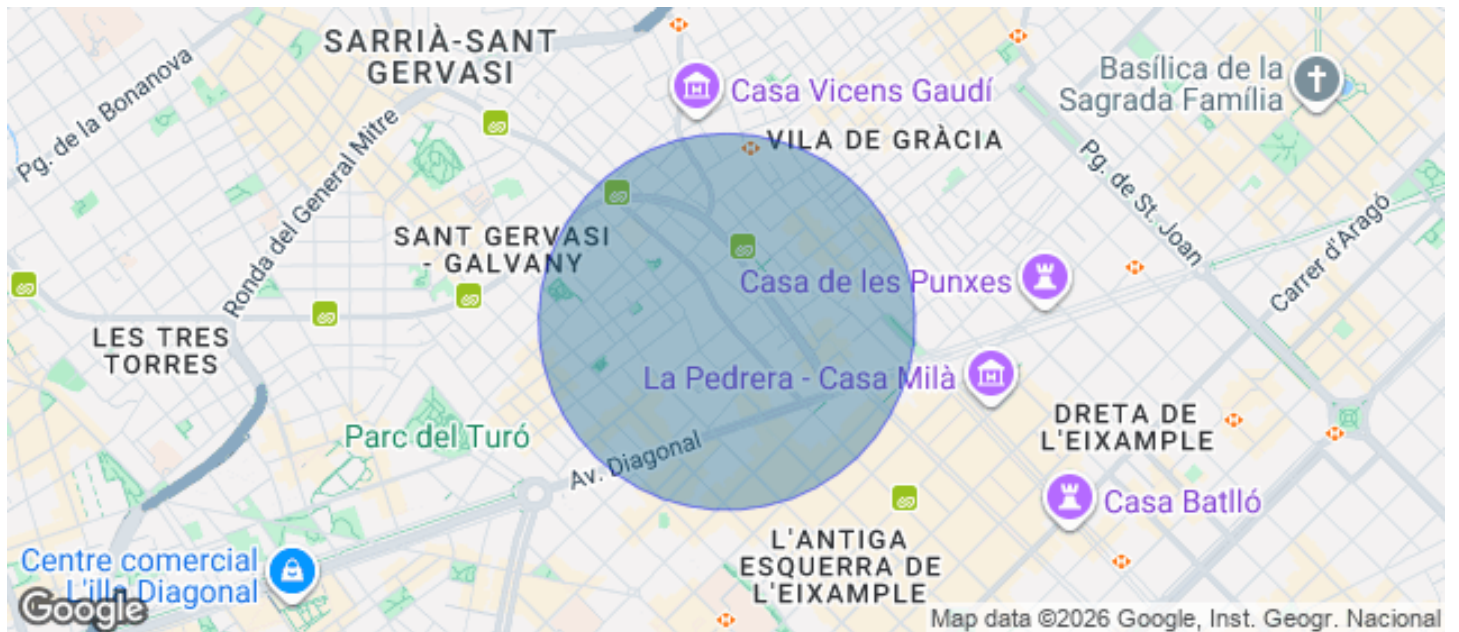 SARRIÀ-SANT
GERVASI
Pg. de la Bonanova
Casa Vicens Gaudí
Basílica de la
Sagrada Família
VILA DE GRÀCIA
Ronda del General Mitre
Pg. de St. Joan
SANT GERVASI
- GALVANY
Carrer d'Aragó
Casa de les Punxes
LES TRES
TORRES
La Pedrera - Casa Milà
Parc del Turó
Av. Diagonal
DRETA DE
L'EIXAMPLE
Casa Batlló
L'ANTIGA
ESQUERRA DE
L'EIXAMPLE
Centre comercial
L'illa Diagonal
Google
Map data ©2026 Google, Inst. Geogr. Nacional